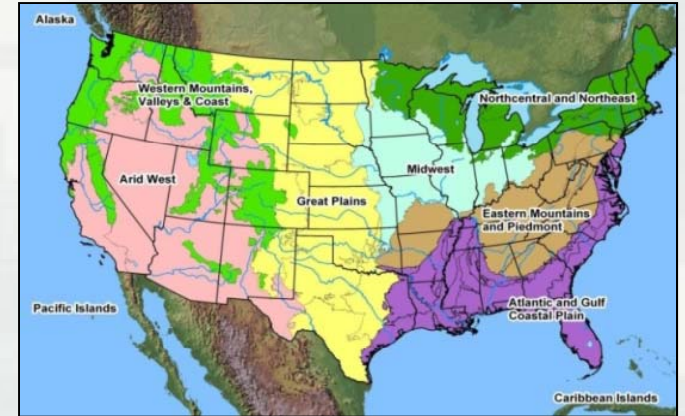 Alaska
Western Mountains,
Valleys & Coast
Northcentral and Northeast
Arid West
Midwest
Great Plains
Eastern Mountains
and Piedmont
Pacific Islands
Atlantic and Gulf
Coastal Plain
Caribbean Islands